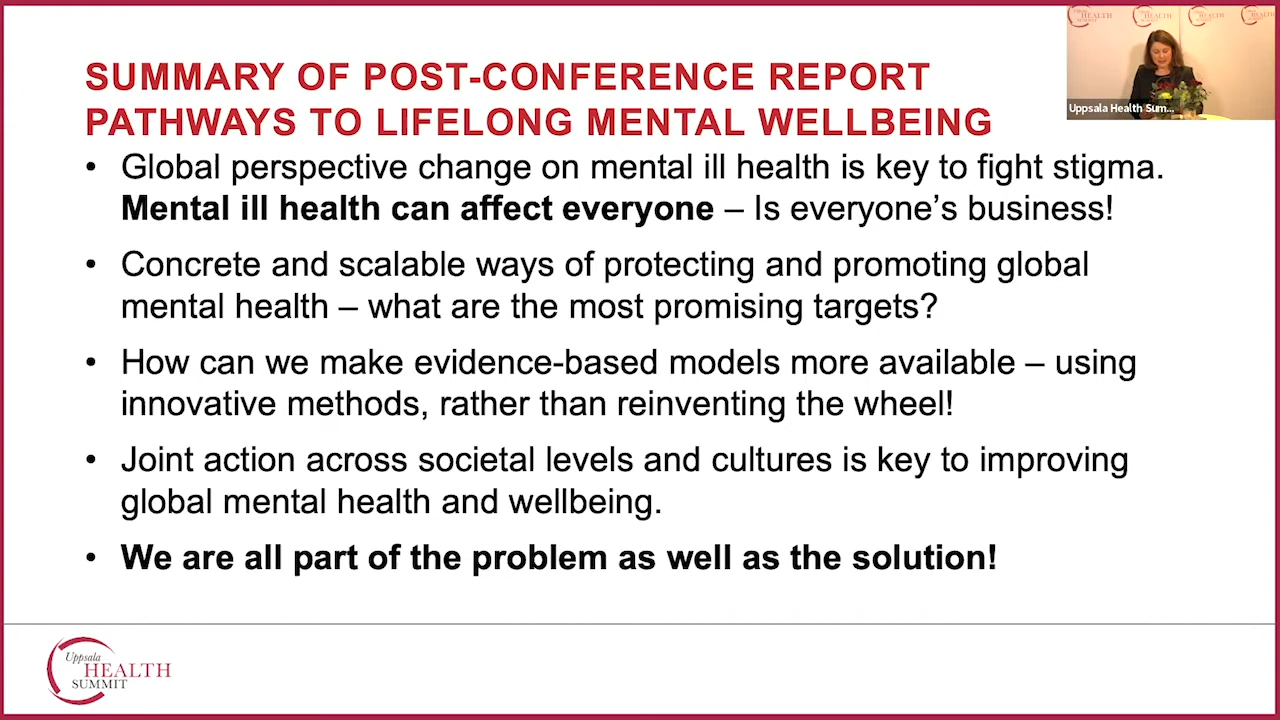 SUMMARY OF POST-CONFERENCE REPORT
PATHWAYS TO LIFELONG MENTAL WELLBEING
• Global perspective change on mental ill health is key to fight stigma.
Mental ill health can affect everyone – Is everyone’s business!
• Concrete and scalable ways of protecting and promoting global
mental health – what are the most promising targets?
• How can we make evidence-based models more available – using
innovative methods, rather than reinventing the wheel!
• Joint action across societal levels and cultures is key to improving
global mental health and wellbeing.
• We are all part of the problem as well as the solution!
Uppsala
HEALTH
SUMMIT
HEALTH
HEALTH
HEALTH
Uppsala Health Sum...